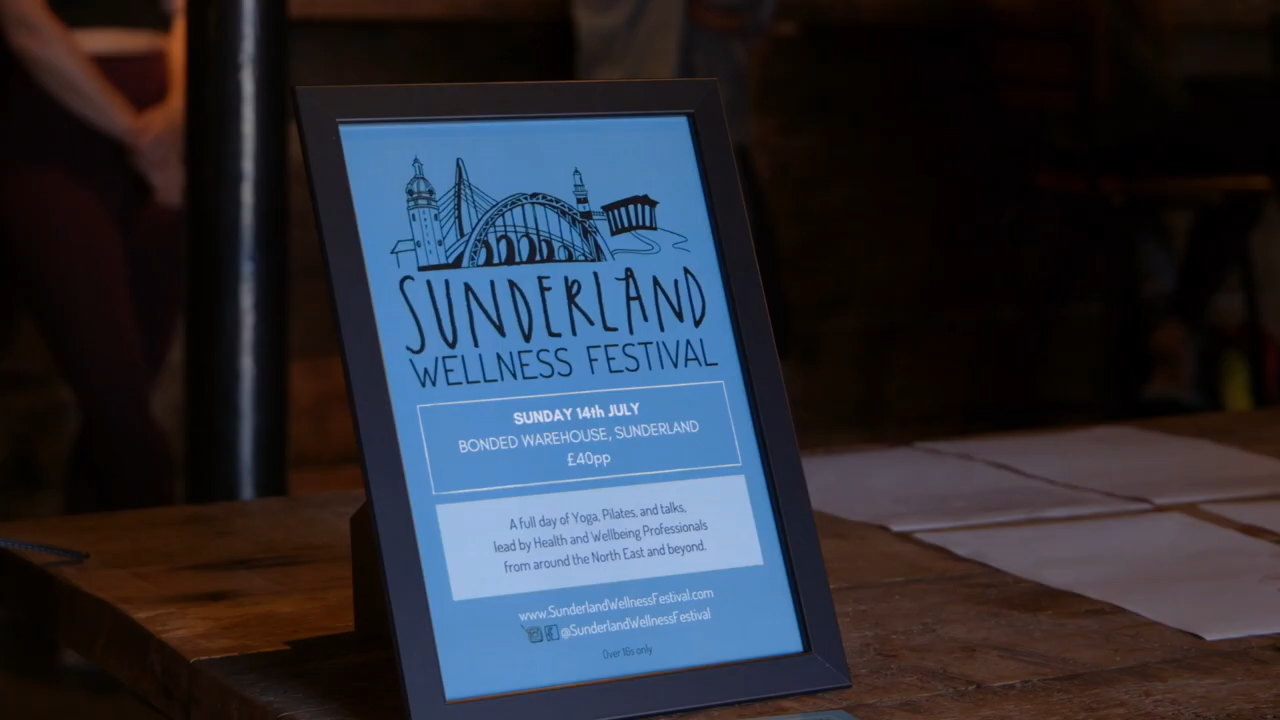 SUNDERLAND
WELLNESS FESTIVAL
SUNDAY 14th JULY
BONDED WAREHOUSE, SUNDERLAND
£40pp
A full day of Yoga, Pilates, and talks,
lead by Health and Wellbeing Professionals
from around the North East and beyond.
www.SunderlandWellnessFestival.com
@SunderlandWellnessFestival
Over 16s only